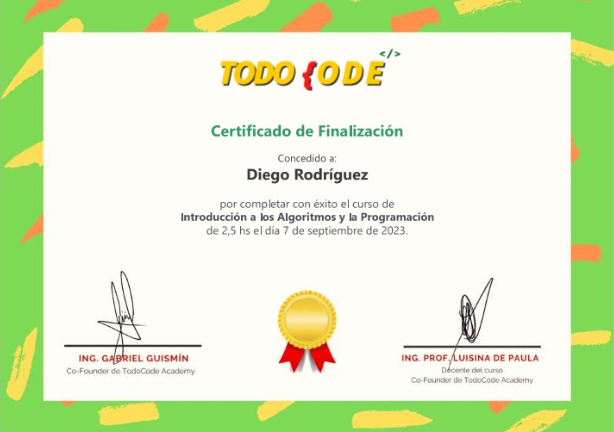 </>
TODO {ODE
Certificado de Finalización
Concedido a:
Diego Rodríguez
por completar con éxito el curso de
Introducción a los Algoritmos y la Programación
de 2,5 hs el día 7 de septiembre de 2023.
ING. GABRIEL GUISMÍN
Co-Founder de TodoCode Academy
ING. PROF. LUISINA DE PAULA
Docente del curso
Co-Founder de TodoCode Academy